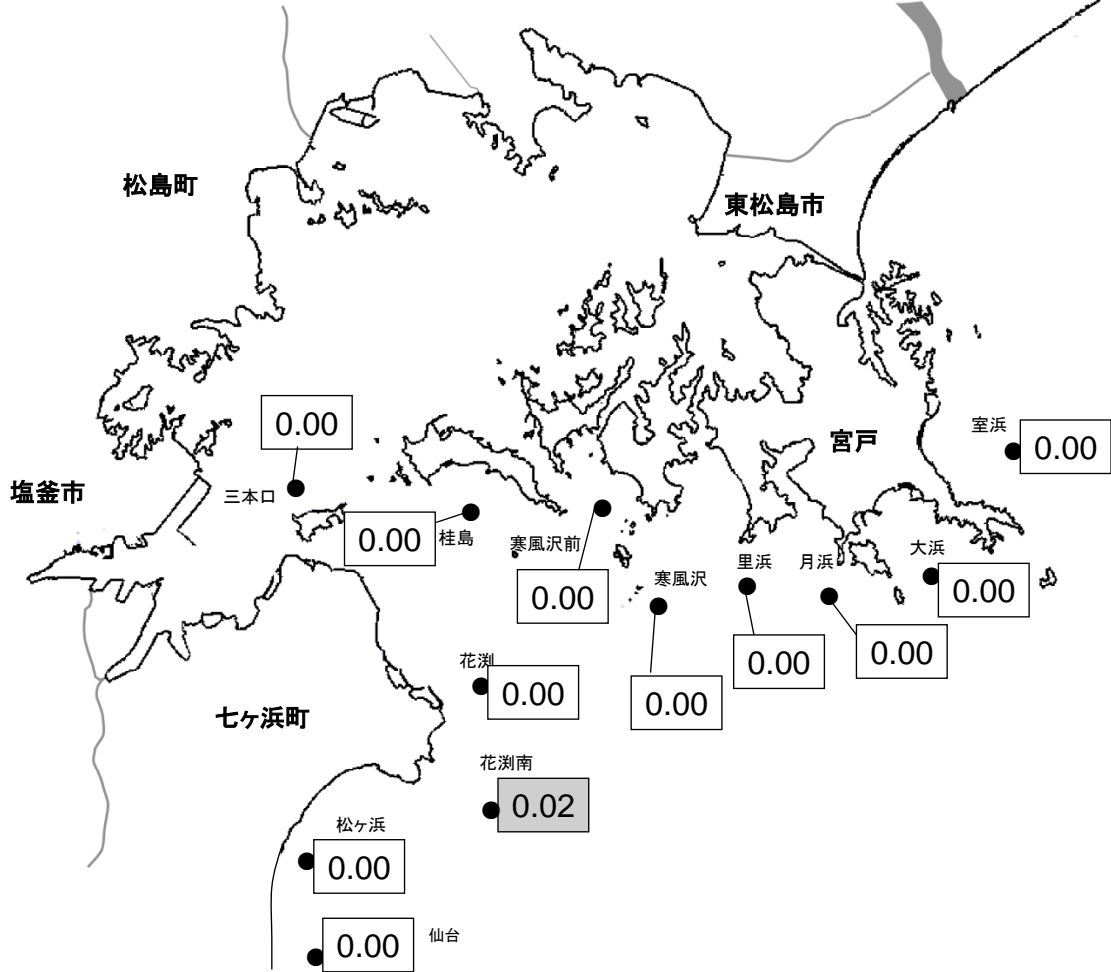 松島町
東松島市
0.00
宮戸
室浜
0.00
塩釜市
三本口
0.00
桂島
寒風沢前
0.00
寒風沢
0.00
里浜
0.00
月浜
0.00
大浜
0.00
花渕
0.00
七ヶ浜町
花渕南
0.02
松ヶ浜
0.00
0.00
仙台